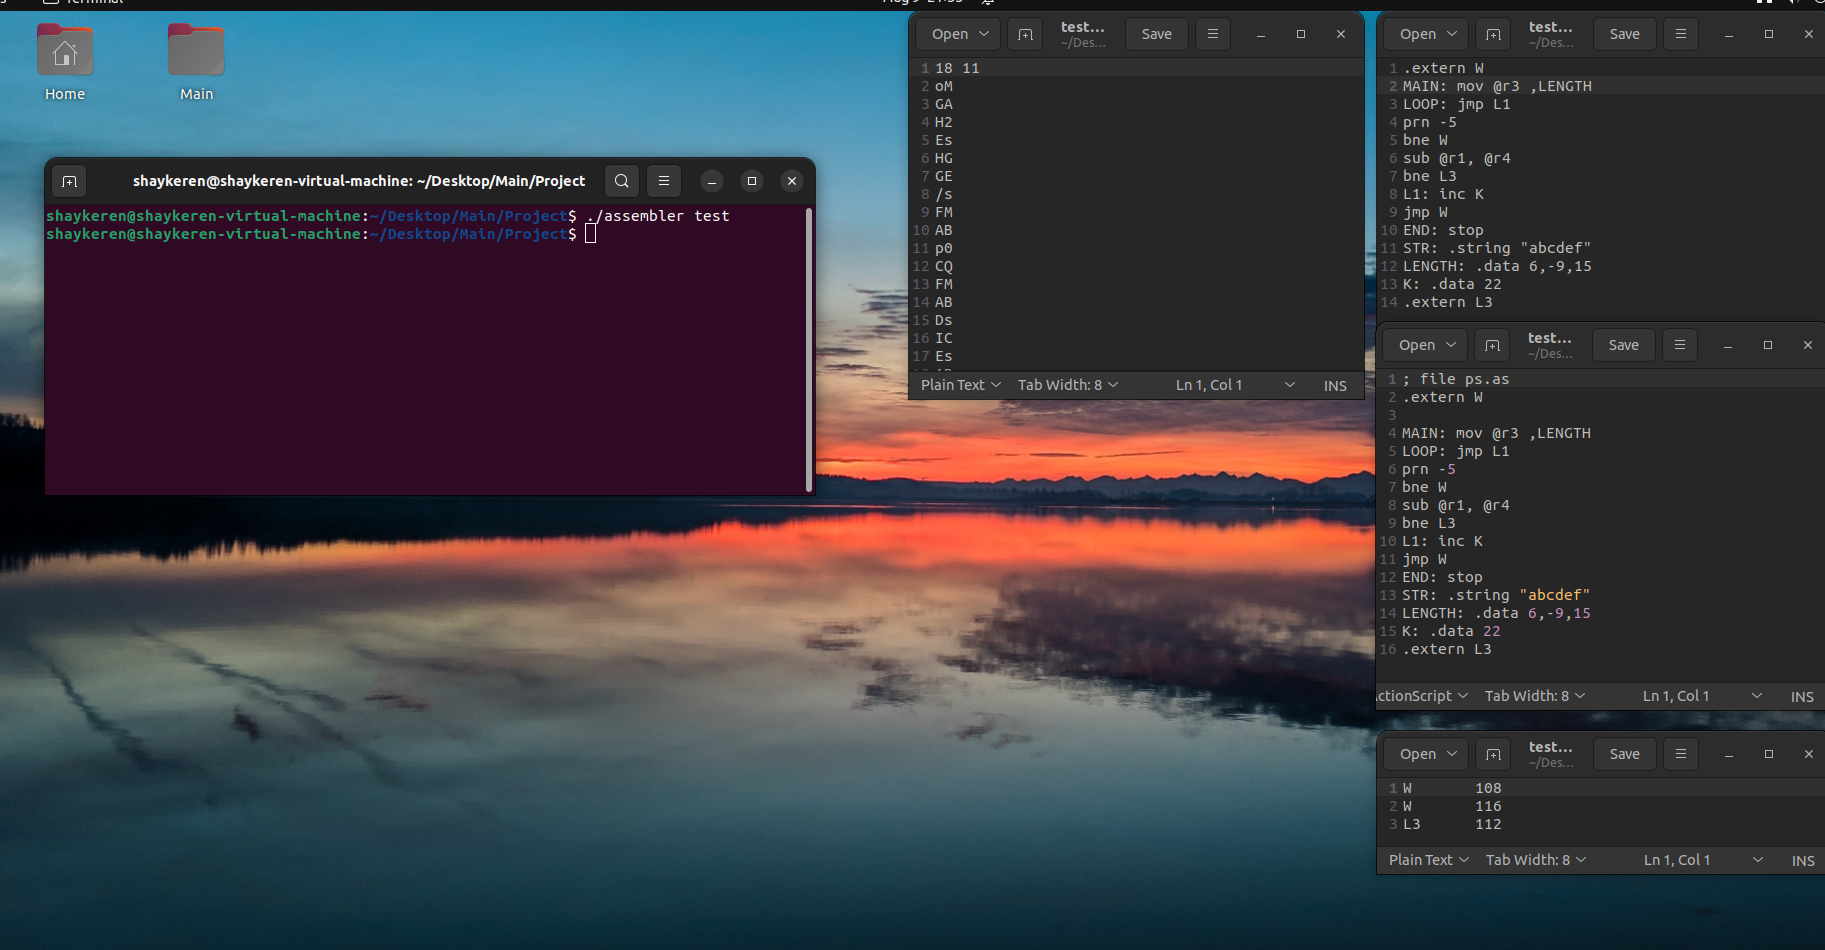 Terminal
Home
Main
shaykeren@shaykeren-virtual-machine: ~/Desktop/Main/Project
shaykeren@shaykeren-virtual-machine:~/Desktop/Main/Project$ ./assembler test
shaykeren@shaykeren-virtual-machine:~/Desktop/Main/Project$
Open
test...
~/Des...
Save
1 18 11
2 oM
3 GA
4 H2
5 Es
6 HG
7 GE
8 /s
9 FM
10 AB
11 p0
12 CQ
13 FM
14 AB
15 Ds
16 IC
17 Es
Plain Text Tab Width: 8 Ln 1, Col 1 INS
Open
test...
~/Des...
Save
1 .extern W
2 MAIN: mov @r3 ,LENGTH
3 LOOP: jmp L1
4 prn -5
5 bne W
6 sub @r1, @r4
7 bne L3
8 L1: inc K
9 jmp W
10 END: stop
11 STR: .string "abcdef"
12 LENGTH: .data 6,-9,15
13 K: .data 22
14 .extern L3
Open
test...
~/Des...
Save
1 ; file ps.as
2 .extern W
3
4 MAIN: mov @r3 ,LENGTH
5 LOOP: jmp L1
6 prn -5
7 bne W
8 sub @r1, @r4
9 bne L3
10 L1: inc K
11 jmp W
12 END: stop
13 STR: .string "abcdef"
14 LENGTH: .data 6,-9,15
15 K: .data 22
16 .extern L3
ctionScript Tab Width: 8 Ln 1, Col 1 INS
Open
test...
~/Des...
Save
1 W 108
2 W 116
3 L3 112
Plain Text Tab Width: 8 Ln 1, Col 1 INS